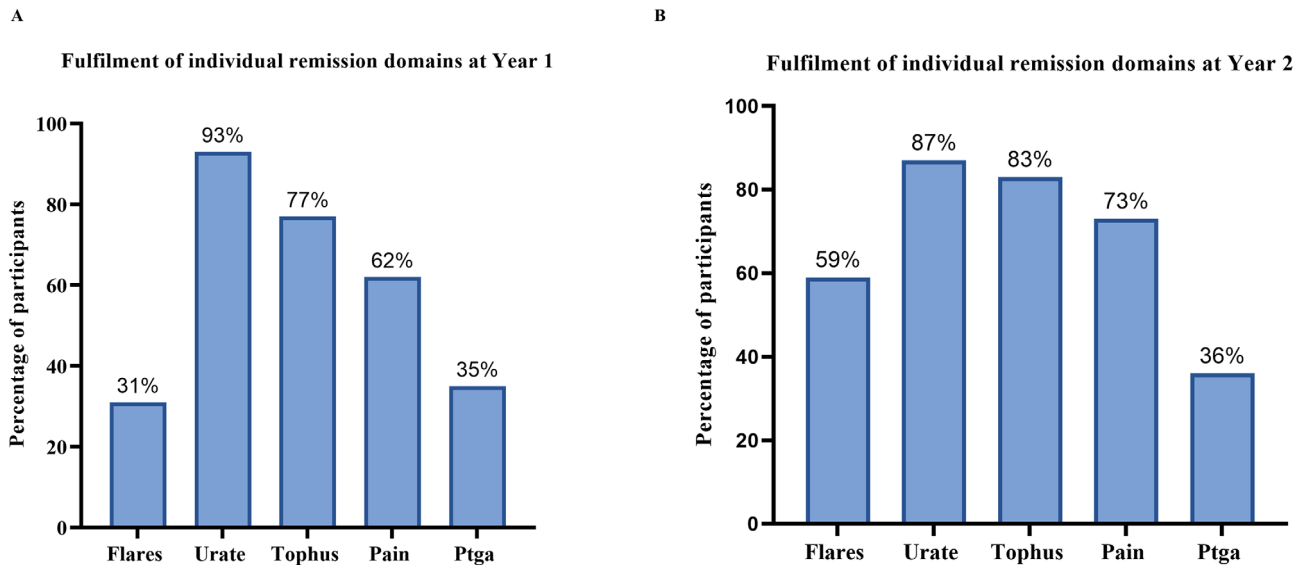 A
Fulfilment of individual remission domains at Year 1
Percentage of participants
100
80
60
40
20
0
31%
93%
77%
62%
35%
Flares
Urate
Tophus
Pain
Ptga
B
Fulfilment of individual remission domains at Year 2
Percentage of participants
100
80
60
40
20
0
59%
87%
83%
73%
36%
Flares
Urate
Tophus
Pain
Ptga